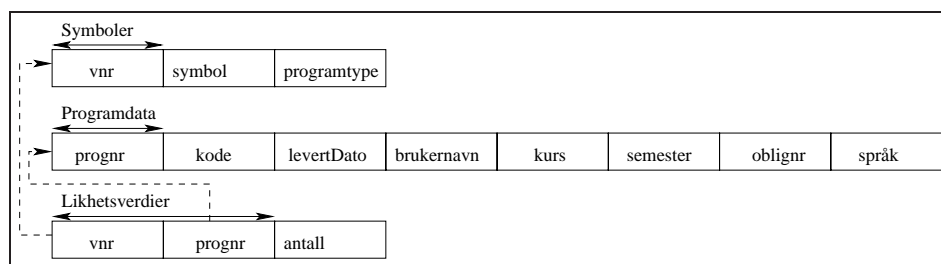 Symboler
vnr symbol programtype
Programdata
prognr kode levertDato brukernavn kurs semester oblignr språk
Likhetsverdier
vnr prognr antall